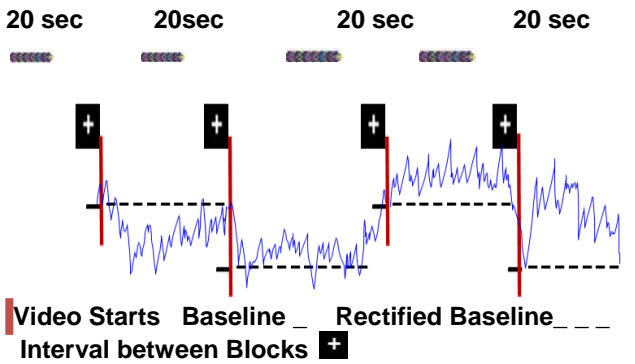 20 sec 20sec 20 sec 20 sec
Video Starts Baseline _ Rectified Baseline_ _ _
Interval between Blocks +